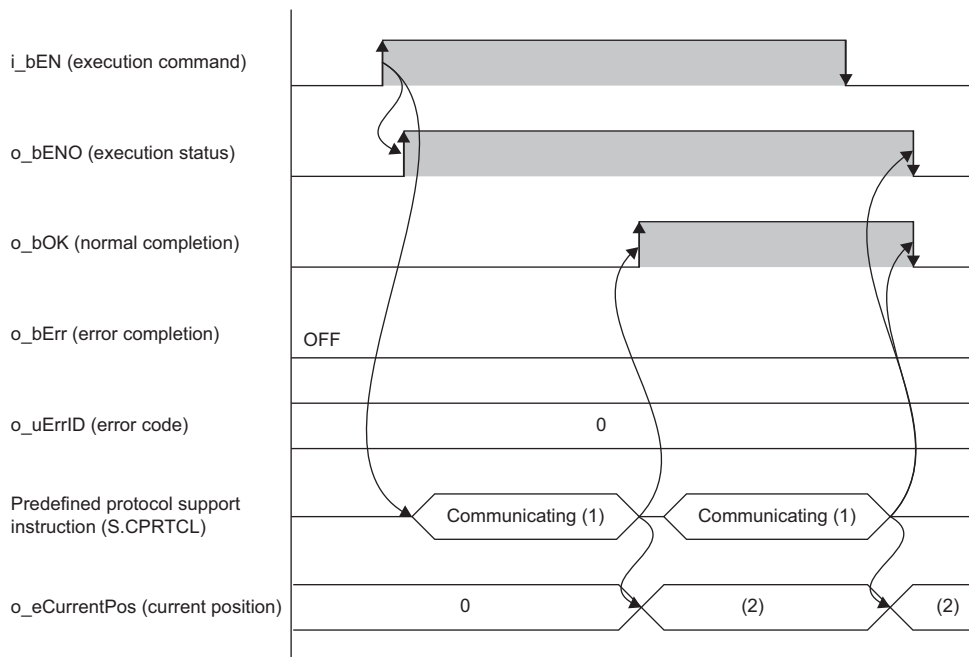 i_bEN (execution command)
o_bENO (execution status)
o_bOK (normal completion)
o_bErr (error completion)
OFF
o_uErrID (error code)
0
Predefined protocol support
instruction (S.CPRTCL)
Communicating (1)
Communicating (1)
o_eCurrentPos (current position)
0
(2)
(2)